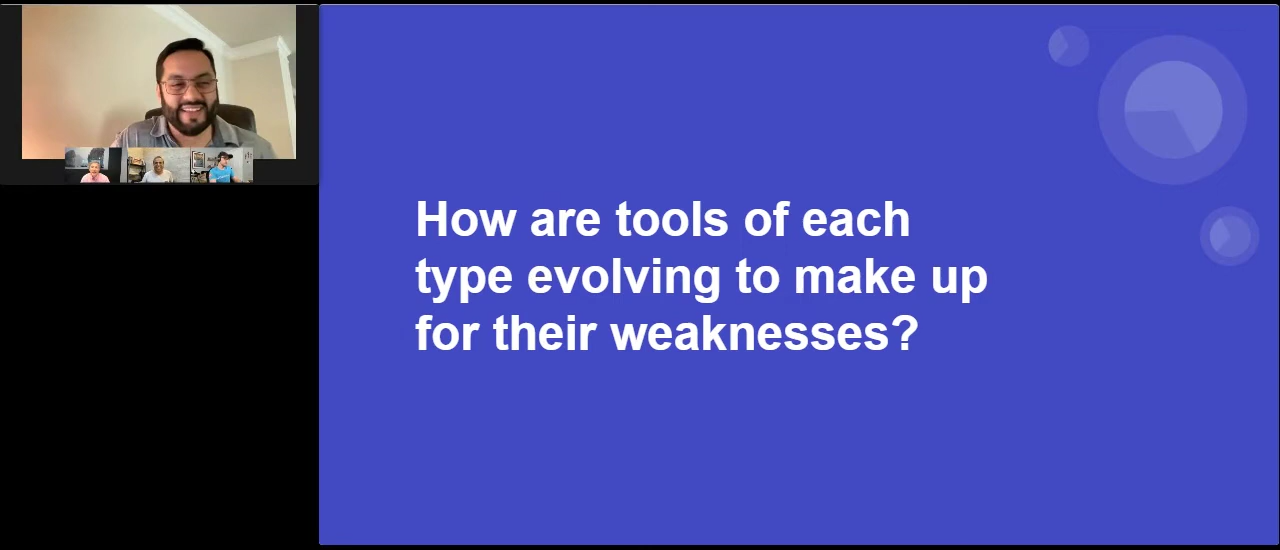 How are tools of each
type evolving to make up
for their weaknesses?